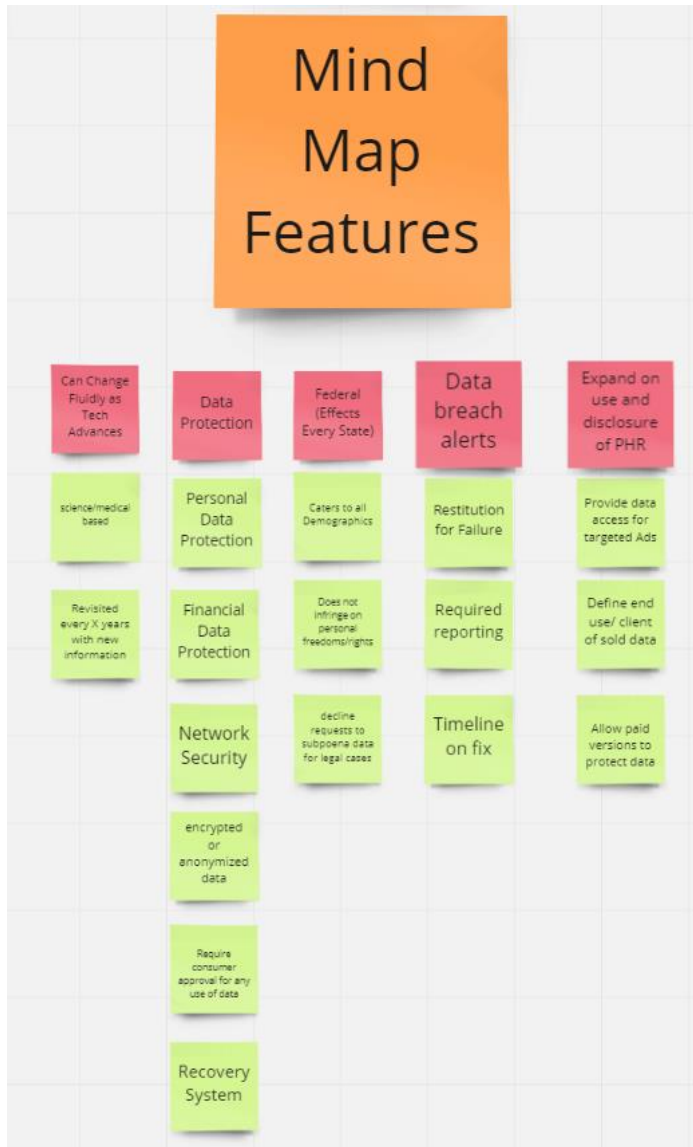 Mind
Map
Features
Can Change
Fluidly as
Tech
Advances
science/medical
based
Revisited
every X years
with new
information
Data
Protection
Personal
Data
Protection
Financial
Data
Protection
Network
Security
encrypted
or
anonymized
data
Require
consumer
approval for any
use of data
Recovery
System
Federal
(Effects
Every State)
Caters to all
Demographics
Does not
infringe on
personal
freedoms/rights
decline
requests to
subpoena data
for legal cases
Data
breach
alerts
Restitution
for Failure
Required
reporting
Timeline
on fix
Expand on
use and
disclosure
of PHR
Provide data
access for
targeted Ads
Define end
use/ client
of sold data
Allow paid
versions to
protect data